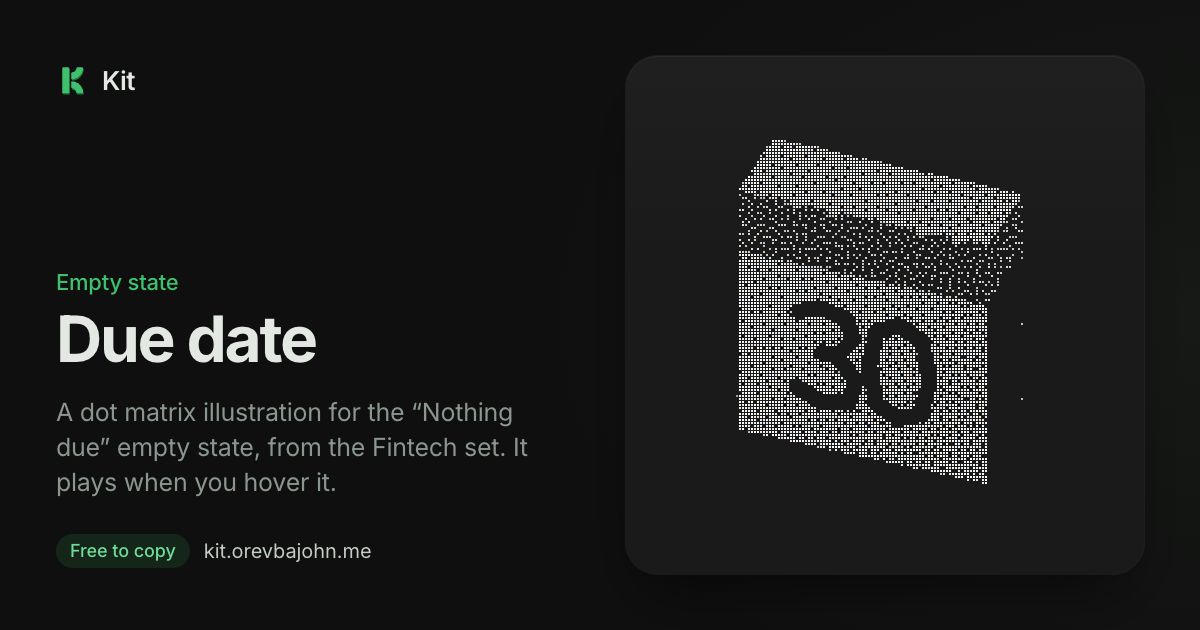 Kit
Empty state
Due date
A dot matrix illustration for the “Nothing
due” empty state, from the Fintech set. It
plays when you hover it.
Free to copy
kit.orevbajohn.me
30